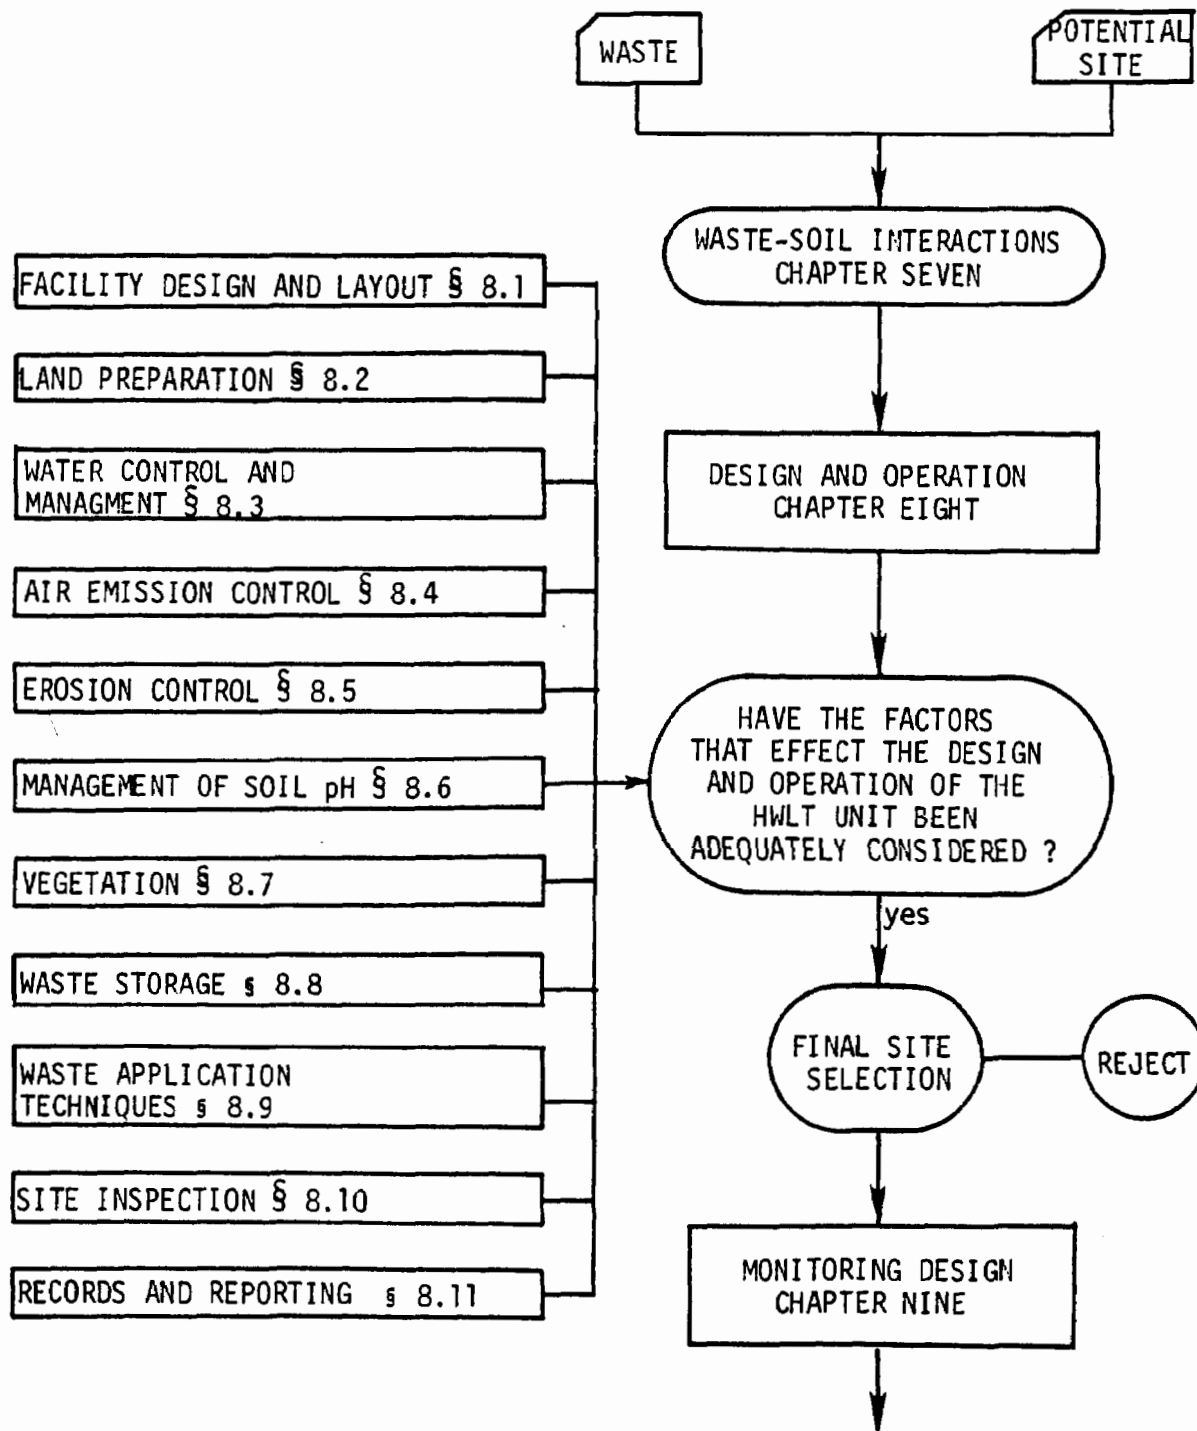 WASTE
POTENTIAL
SITE
WASTE-SOIL INTERACTIONS
CHAPTER SEVEN
FACILITY DESIGN AND LAYOUT § 8.1
LAND PREPARATION § 8.2
WATER CONTROL AND
MANAGMENT § 8.3
AIR EMISSION CONTROL § 8.4
EROSION CONTROL § 8.5
MANAGEMENT OF SOIL pH § 8.6
VEGETATION § 8.7
WASTE STORAGE § 8.8
WASTE APPLICATION
TECHNIQUES § 8.9
SITE INSPECTION § 8.10
RECORDS AND REPORTING § 8.11
DESIGN AND OPERATION
CHAPTER EIGHT
HAVE THE FACTORS
THAT EFFECT THE DESIGN
AND OPERATION OF THE
HWLT UNIT BEEN
ADEQUATELY CONSIDERED ?
yes
FINAL SITE
SELECTION
REJECT
MONITORING DESIGN
CHAPTER NINE